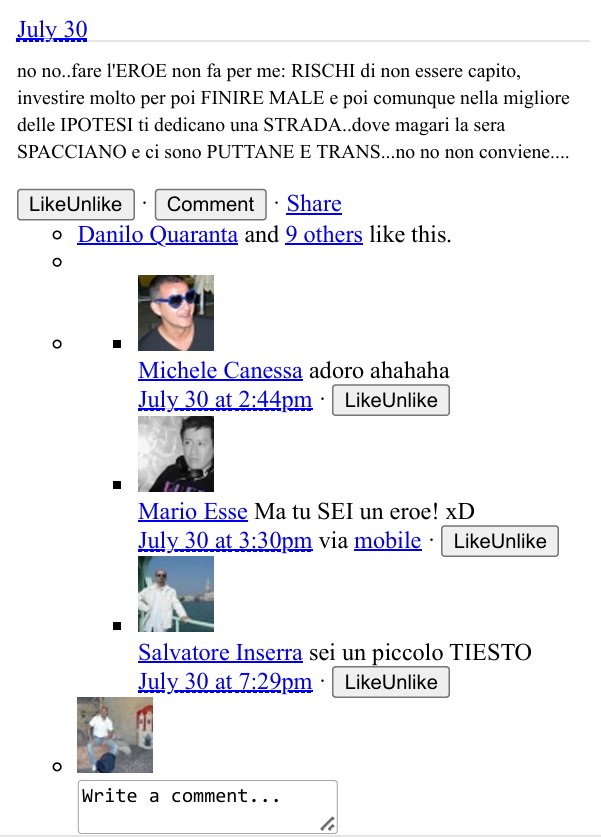 July 30
no no..fare l'EROE non fa per me: RISCHI di non essere capito,
investire molto per poi FINIRE MALE e poi comunque nella migliore
delle IPOTESI ti dedicano una STRADA..dove magari la sera
SPACCIANO e ci sono PUTTANE E TRANS...no no non conviene....
LikeUnlike · Comment · Share
Danilo Quaranta and 9 others like this.
Michele Canessa adoro ahahaha
July 30 at 2:44pm · LikeUnlike
Mario Esse Ma tu SEI un eroe! xD
July 30 at 3:30pm via mobile · LikeUnlike
Salvatore Inserra sei un piccolo TIESTO
July 30 at 7:29pm · LikeUnlike
Write a comment...